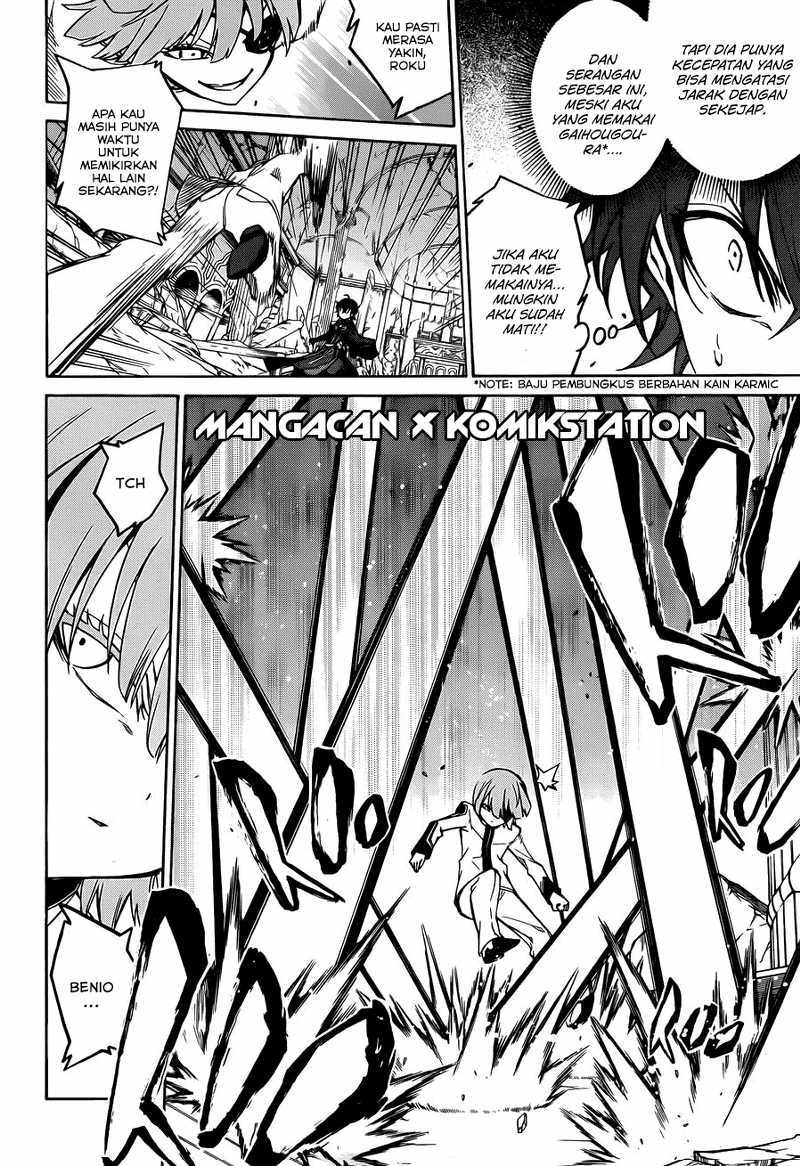 TAPI DIA PUNYA
KECEPATAN YANG
BISA MENGATASI
JARAK DENGAN
SEKEJAP.
DAN
SERANGAN
SEBESAR INI,
MESKI AKU
YANG MEMAKAI
GAIHOUGOU-
RA*....
JIKA AKU
TIDAK ME-
MAKAINYA...
MUNGKIN
AKU SUDAH
MATI!?
*NOTE: BAJU PEMBUNGKUS BERBAHAN KAIN KARMIC
KAU PASTI
MERASA
YAKIN,
ROKU
APA KAU
MASIH PUNYA
WAKTU
UNTUK
MEMIKIRKAN
HAL LAIN
SEKARANG?!
MANGACAN X KOMIKSTATION
TCH
BENIO
...